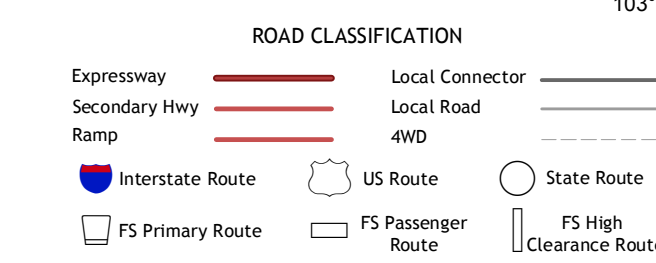 103°
ROAD CLASSIFICATION
Expressway
Local Connector
Secondary Hwy
Local Road
Ramp
4WD
Interstate Route
US Route
State Route
FS Primary Route
FS Passenger
Route
FS High
Clearance Route